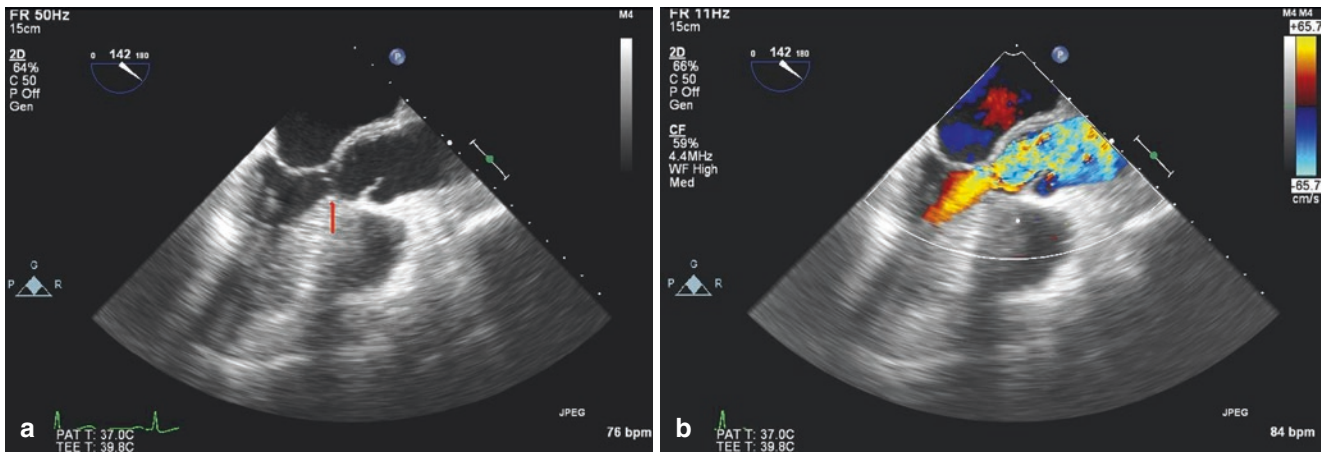 FR 50Hz
15cm
2D
64%
C 50
P Off
Gen
0 142 180
P
M4
G
P R
JPEG
a
PAT T: 37.0C
TEE T: 39.8C
76 bpm
FR 11Hz
15cm
2D
66%
C 50
P Off
Gen
CF
59%
4.4MHz
WF High
Med
0 142 180
P
M4 M4
+65.7
-65.7
cm/s
G
P R
JPEG
b
PAT T: 37.0C
TEE T: 39.8C
84 bpm